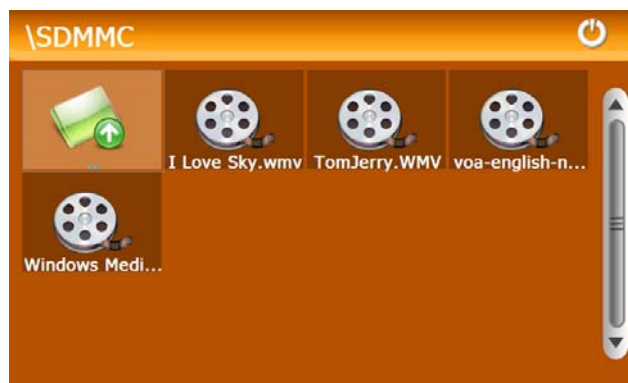 \SDMMC
..
I Love Sky.wmv
TomJerry.WMV
voa-english-n...
Windows Medi...